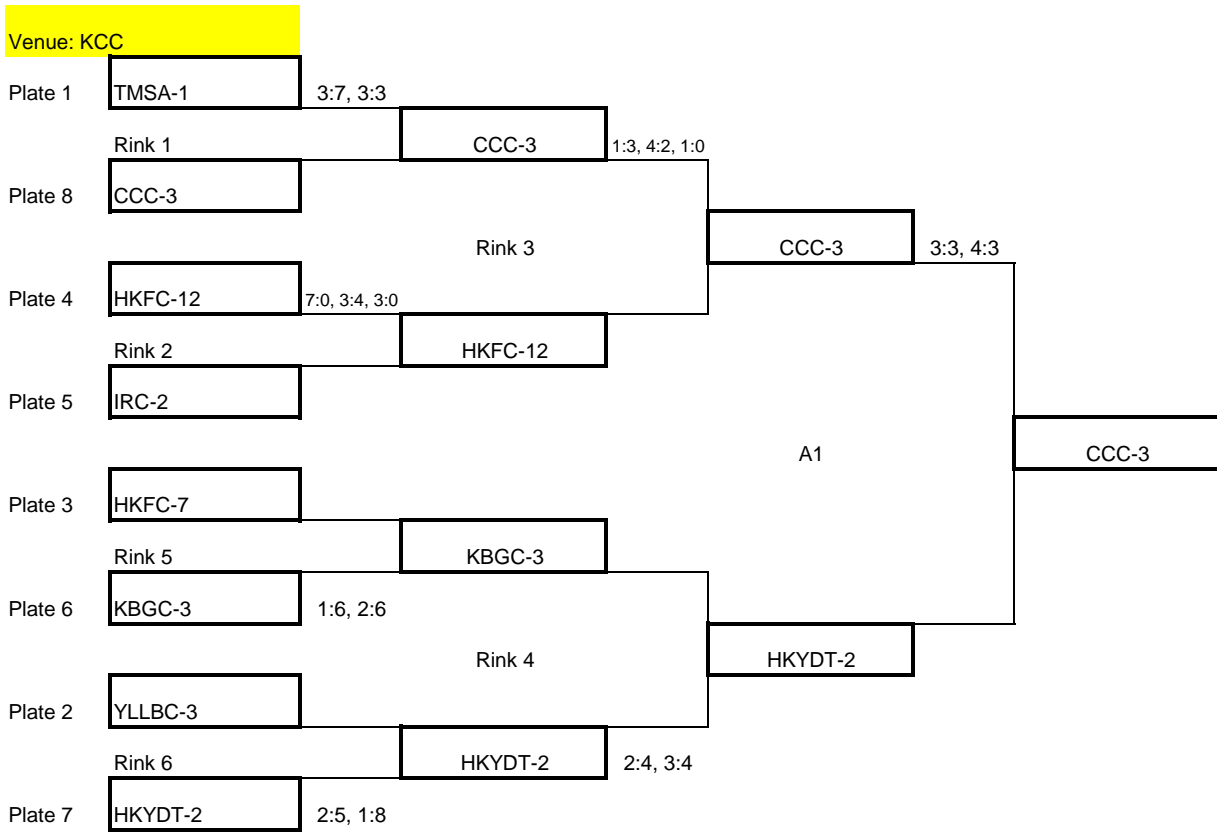 Venue: KCC
Plate 1 TMSA-1 3:7, 3:3
Rink 1 CCC-3 1:3, 4:2, 1:0
Plate 8 CCC-3
Rink 3 CCC-3 3:3, 4:3
Plate 4 HKFC-12 7:0, 3:4, 3:0
Rink 2 HKFC-12
Plate 5 IRC-2
A1 CCC-3
Plate 3 HKFC-7
Rink 5 KBGC-3
Plate 6 KBGC-3 1:6, 2:6
Rink 4 HKYDT-2
Plate 2 YLLBC-3
Rink 6 HKYDT-2 2:4, 3:4
Plate 7 HKYDT-2 2:5, 1:8